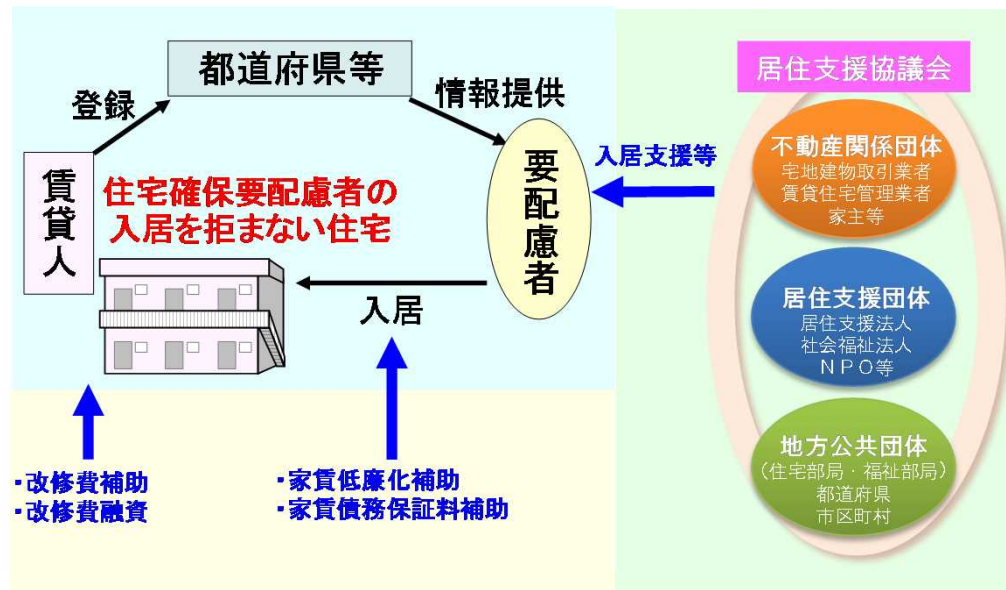 都道府県等
登録
情報提供
賃貸人
住宅確保要配慮者の
入居を拒まない住宅
要配慮者
入居
・改修費補助
・改修費融資
・家賃低廉化補助
・家賃債務保証料補助
入居支援等
居住支援協議会
不動産関係団体
宅地建物取引業者
賃貸住宅管理業者
家主等
居住支援団体
居住支援法人
社会福祉法人
ＮＰＯ等
地方公共団体
（住宅部局・福祉部局）
都道府県
市区町村